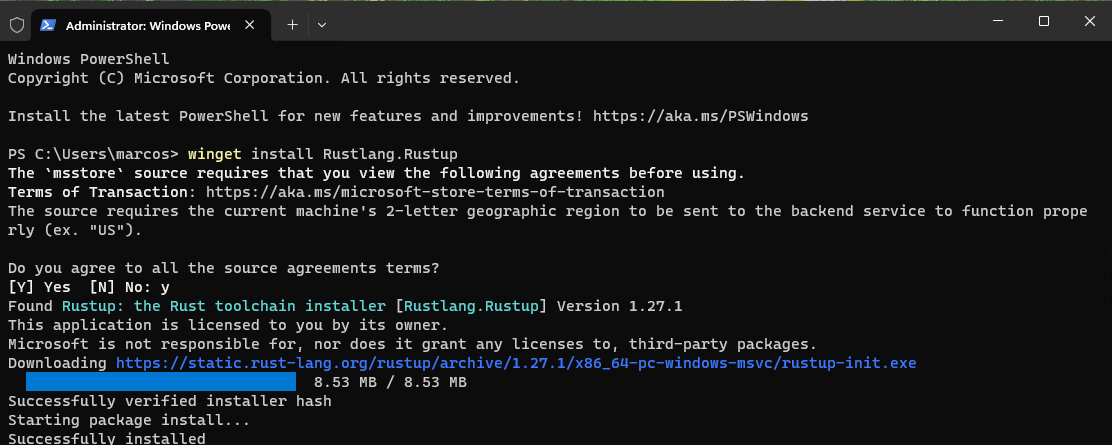 Administrator: Windows Powe
Windows PowerShell
Copyright (C) Microsoft Corporation. All rights reserved.
Install the latest PowerShell for new features and improvements! https://aka.ms/PSWindows
PS C:\Users\marcos> winget install Rustlang.Rustup
The `msstore` source requires that you view the following agreements before using.
Terms of Transaction: https://aka.ms/microsoft-store-terms-of-transaction
The source requires the current machine's 2-letter geographic region to be sent to the backend service to function prope
rly (ex. "US").
Do you agree to all the source agreements terms?
[Y] Yes  [N] No: y
Found Rustup: the Rust toolchain installer [Rustlang.Rustup] Version 1.27.1
This application is licensed to you by its owner.
Microsoft is not responsible for, nor does it grant any licenses to, third-party packages.
Downloading https://static.rust-lang.org/rustup/archive/1.27.1/x86_64-pc-windows-msvc/rustup-init.exe
8.53 MB / 8.53 MB
Successfully verified installer hash
Starting package install...
Successfully installed